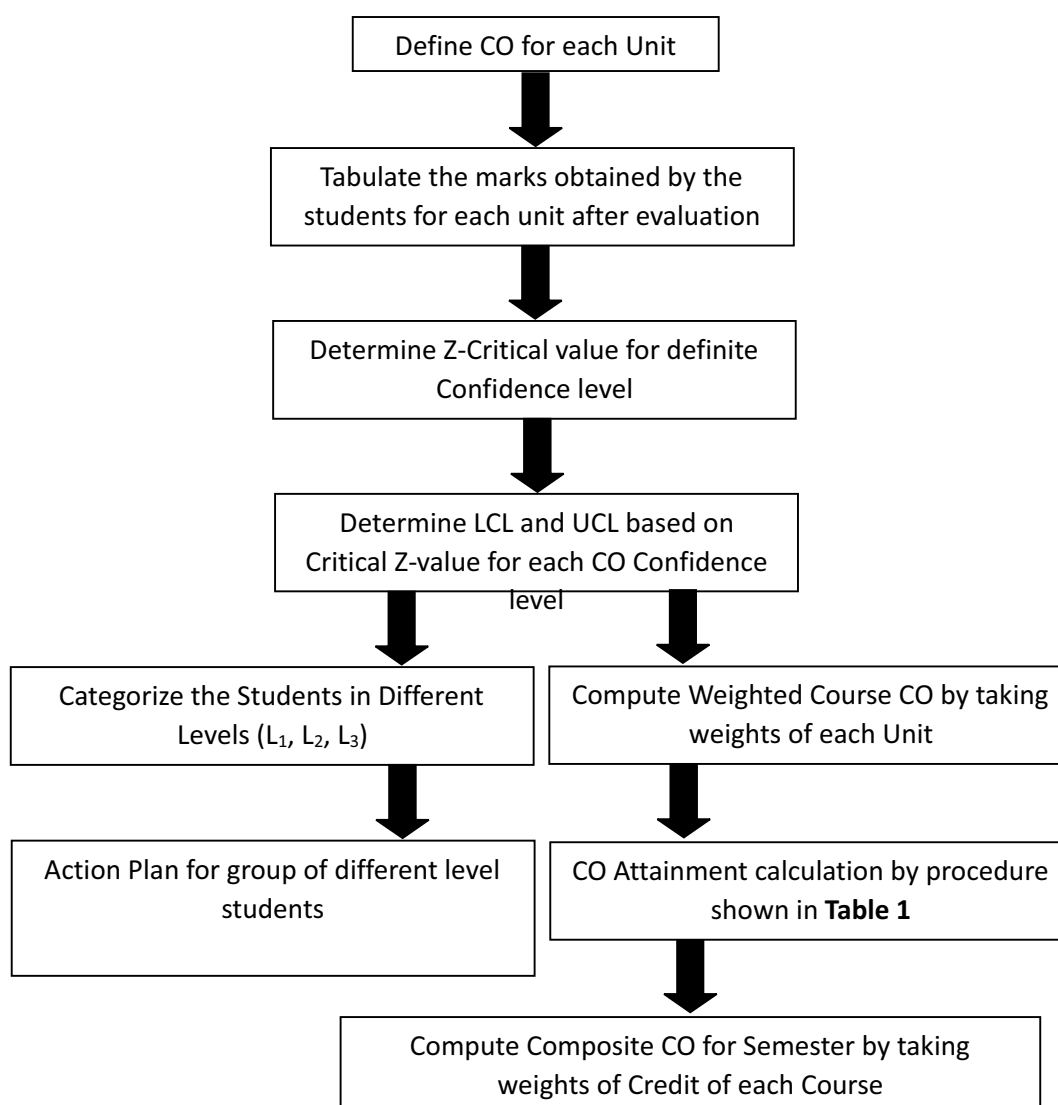 Define CO for each Unit
Tabulate the marks obtained by the
students for each unit after evaluation
Determine Z-Critical value for definite
Confidence level
Determine LCL and UCL based on
Critical Z-value for each CO Confidence
level
Categorize the Students in Different
Levels (L₁, L₂, L₃)
Compute Weighted Course CO by taking
weights of each Unit
Action Plan for group of different level
students
CO Attainment calculation by procedure
shown in Table 1
Compute Composite CO for Semester by taking
weights of Credit of each Course